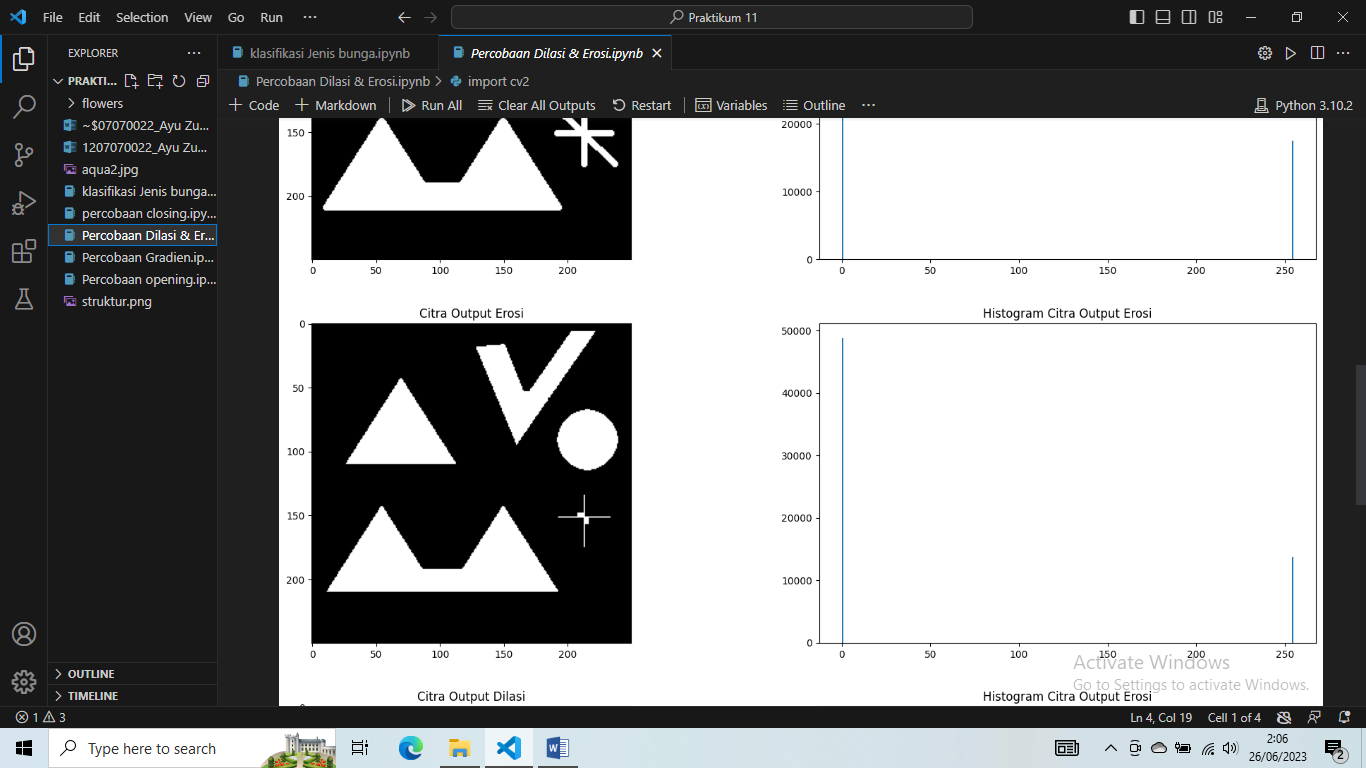 File Edit Selection View Go Run ··· Praktikum 11
EXPLORER ···
klasifikasi Jenis bunga.ipynb
Percobaan Dilasi & Erosi.ipynb
PRAKTI...
Percobaan Dilasi & Erosi.ipynb > import cv2
flowers
Code Markdown Run All Clear All Outputs Restart Variables Outline ··· Python 3.10.2
~$07070022_Ayu Zu...
1207070022_Ayu Zu...
aqua2.jpg
klasifikasi Jenis bunga...
percobaan closing.ipy...
Percobaan Dilasi & Er...
Percobaan Gradien.ip...
Percobaan opening.ip...
struktur.png
OUTLINE
TIMELINE
150
200
0 50 100 150 200
20000
10000
0
0 50 100 150 200 250
Citra Output Erosi
0
50
100
150
200
0 50 100 150 200
Histogram Citra Output Erosi
50000
40000
30000
20000
10000
0
0 50 100 150 200 250
Citra Output Dilasi
Histogram Citra Output Erosi
Activate Windows
Go to Settings to activate Windows.
1 3
Ln 4, Col 19 Cell 1 of 4
Type here to search
2:06
26/06/2023
2